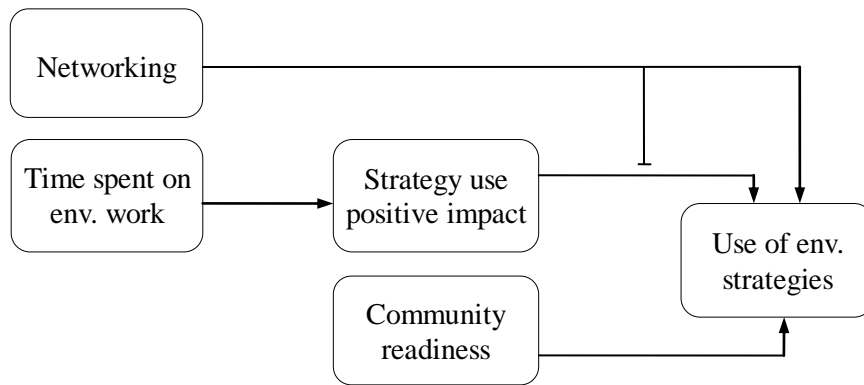 Networking
Time spent on
env. work
Strategy use
positive impact
Use of env.
strategies
Community
readiness